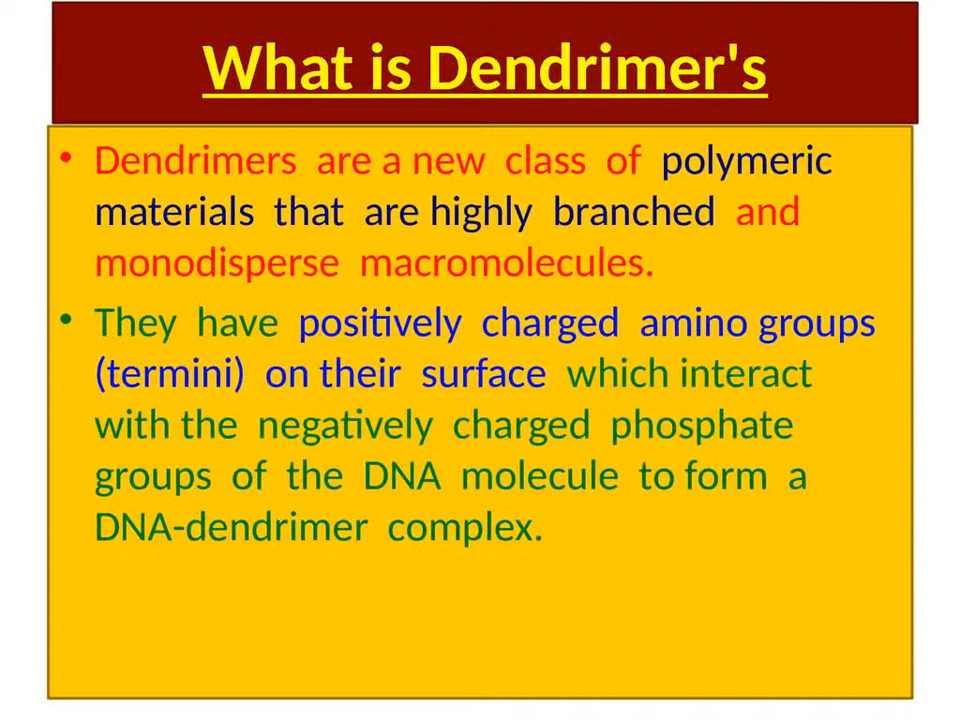 What is Dendrimer's
• Dendrimers are a new class of polymeric
materials that are highly branched and
monodisperse macromolecules.
• They have positively charged amino groups
(termini) on their surface which interact
with the negatively charged phosphate
groups of the DNA molecule to form a
DNA-dendrimer complex.